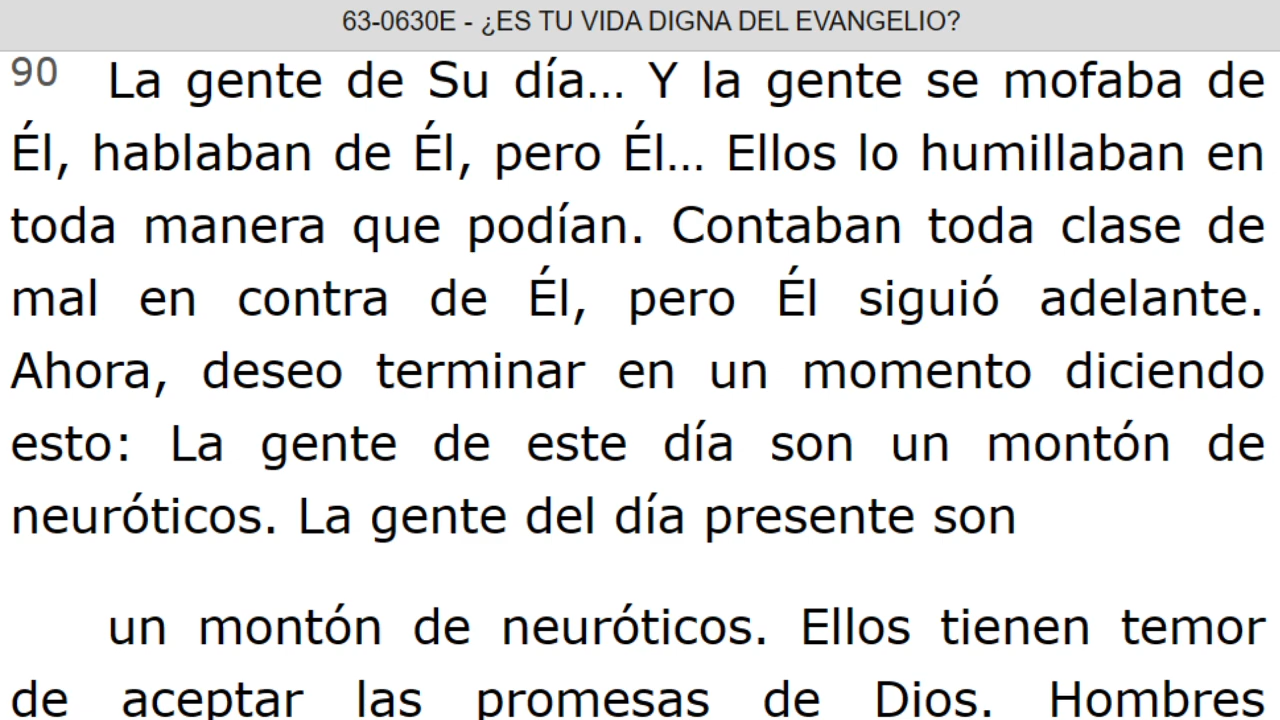 63-0630E - ¿ES TU VIDA DIGNA DEL EVANGELIO?
90 La gente de Su día... Y la gente se mofaba de
Él, hablaban de Él, pero Él... Ellos lo humillaban en
toda manera que podían. Contaban toda clase de
mal en contra de Él, pero Él siguió adelante.
Ahora, deseo terminar en un momento diciendo
esto: La gente de este día son un montón de
neuróticos. La gente del día presente son
un montón de neuróticos. Ellos tienen temor
de aceptar las promesas de Dios. Hombres